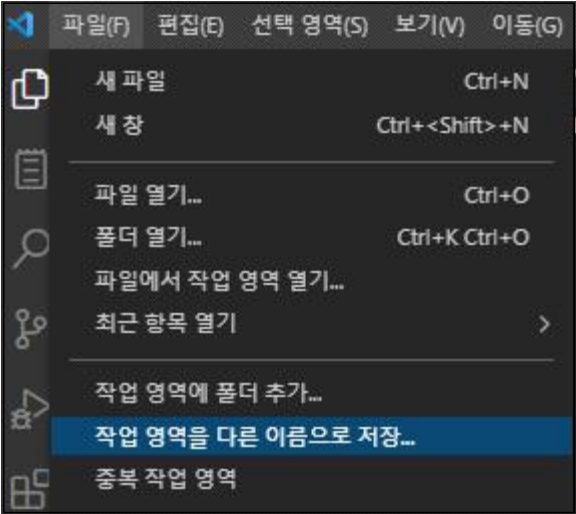 파일(F) 편집(E) 선택 영역(S) 보기(V) 이동(G)
새 파일 Ctrl+N
새 창 Ctrl+<Shift>+N
파일 열기... Ctrl+O
폴더 열기... Ctrl+K Ctrl+O
파일에서 작업 영역 열기...
최근 항목 열기
작업 영역에 폴더 추가...
작업 영역을 다른 이름으로 저장...
중복 작업 영역